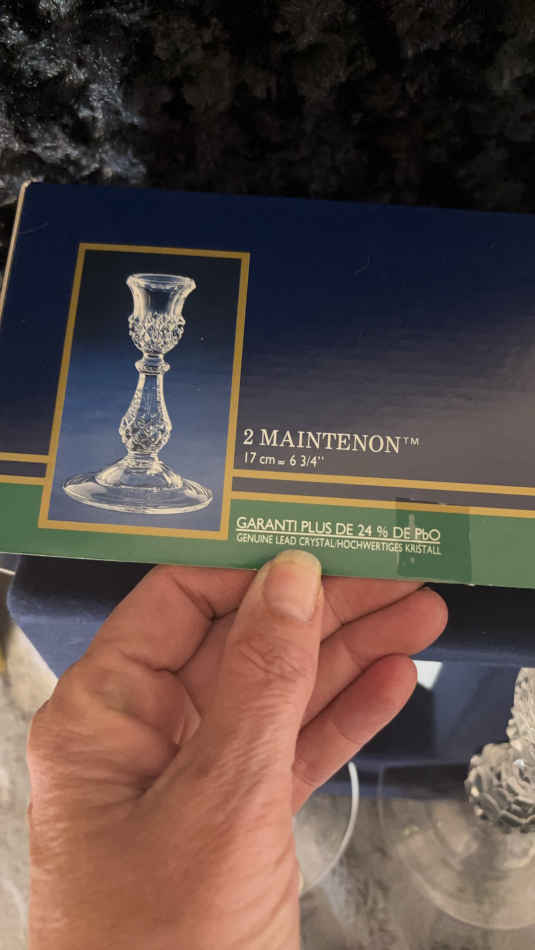 2 MAINTENON™
17 cm = 6 3/4''
GARANTI PLUS DE 24 % DE PbO
GENUINE LEAD CRYSTAL/HOCHWERTIGES KRISTALL